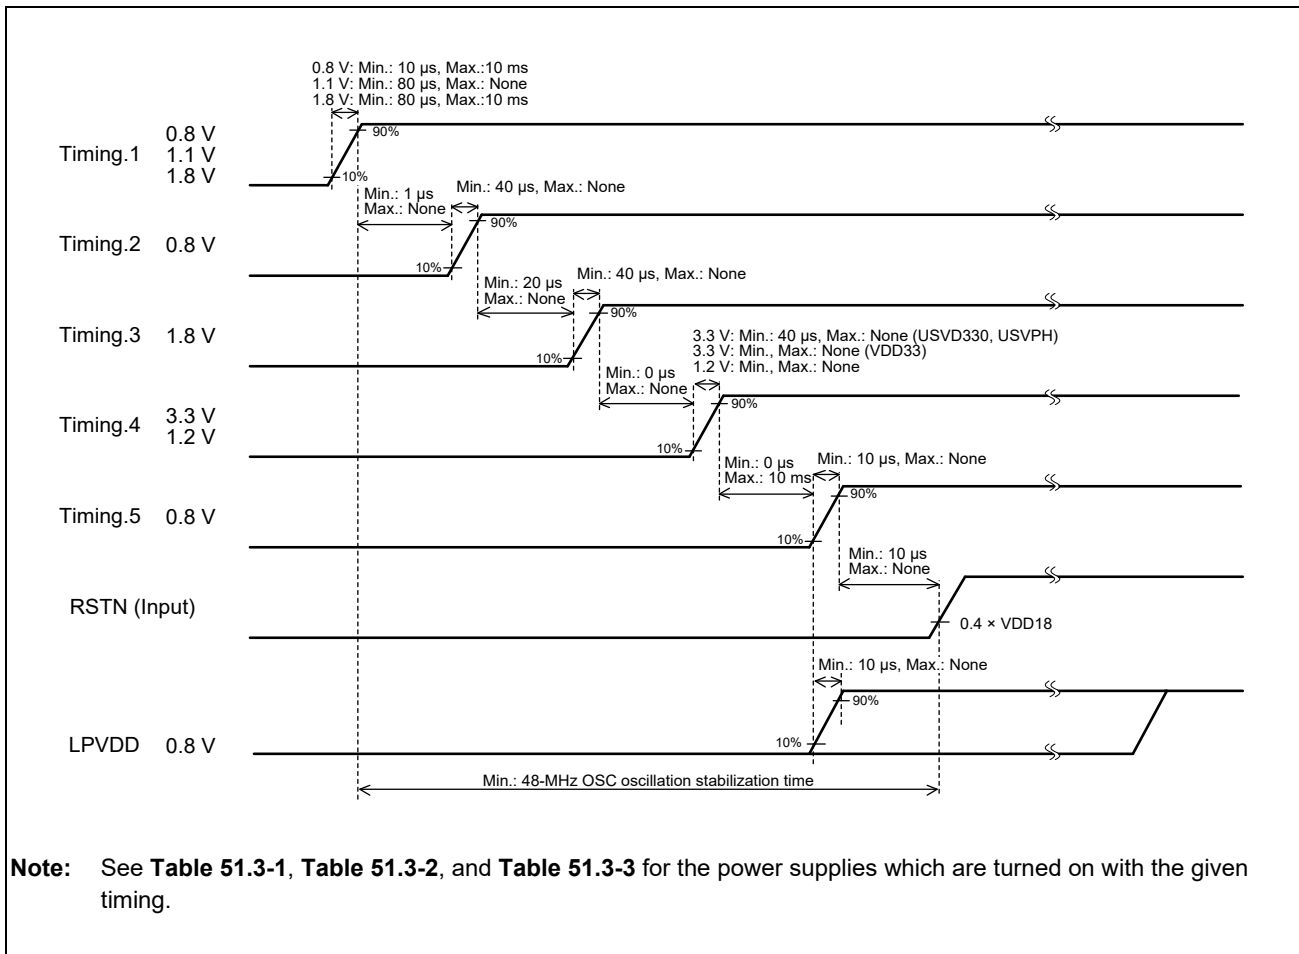 0.8 V: Min.: 10 µs, Max.:10 ms
1.1 V: Min.: 80 µs, Max.: None
1.8 V: Min.: 80 µs, Max.:10 ms
Timing.1
0.8 V
1.1 V
1.8 V
90%
10%
Min.: 1 µs
Max.: None
Min.: 40 µs, Max.: None
Timing.2
0.8 V
90%
10%
Min.: 20 µs
Max.: None
Min.: 40 µs, Max.: None
Timing.3
1.8 V
90%
10%
3.3 V: Min.: 40 µs, Max.: None (USVD330, USVPH)
3.3 V: Min., Max.: None (VDD33)
1.2 V: Min., Max.: None
Min.: 0 µs
Max.: None
Timing.4
3.3 V
1.2 V
90%
10%
Min.: 0 µs
Max.: 10 ms
Min.: 10 µs, Max.: None
Timing.5
0.8 V
90%
10%
Min.: 10 µs
Max.: None
RSTN (Input)
0.4 × VDD18
Min.: 10 µs, Max.: None
90%
LPVDD
0.8 V
10%
Min.: 48-MHz OSC oscillation stabilization time
Note: See Table 51.3-1, Table 51.3-2, and Table 51.3-3 for the power supplies which are turned on with the given
timing.